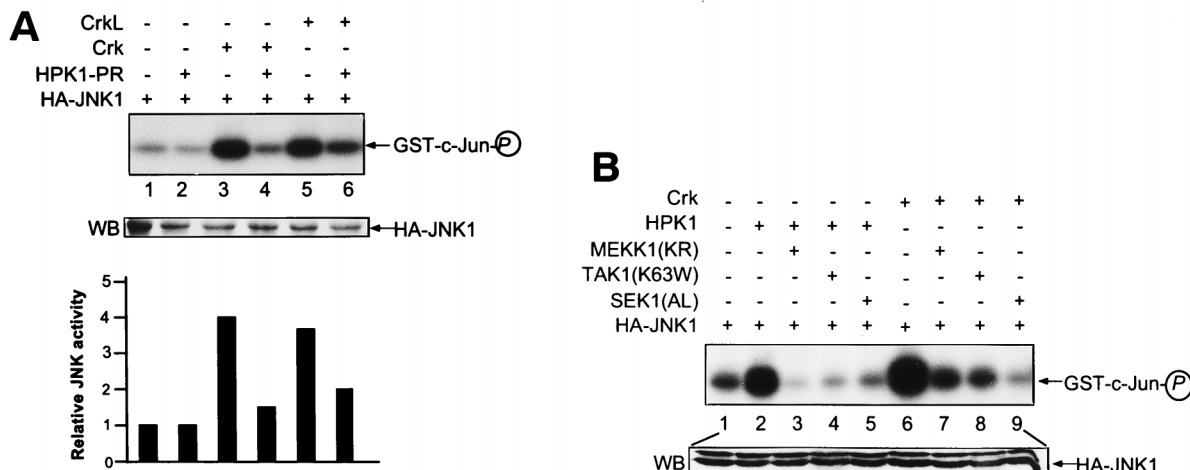 A
CrkL - - - - + +
Crk - - + + - -
HPK1-PR - + - + - +
HA-JNK1 + + + + + +
GST-c-Jun-P
1 2 3 4 5 6
WB HA-JNK1
Relative JNK activity
5
4
3
2
1
0
B
Crk - - - - - + + + +
HPK1 - + + + + - - - -
MEKK1(KR) - - + - - - + - -
TAK1(K63W) - - - + - - - + -
SEK1(AL) - - - - + - - - +
HA-JNK1 + + + + + + + + +
GST-c-Jun-P
1 2 3 4 5 6 7 8 9
WB HA-JNK1